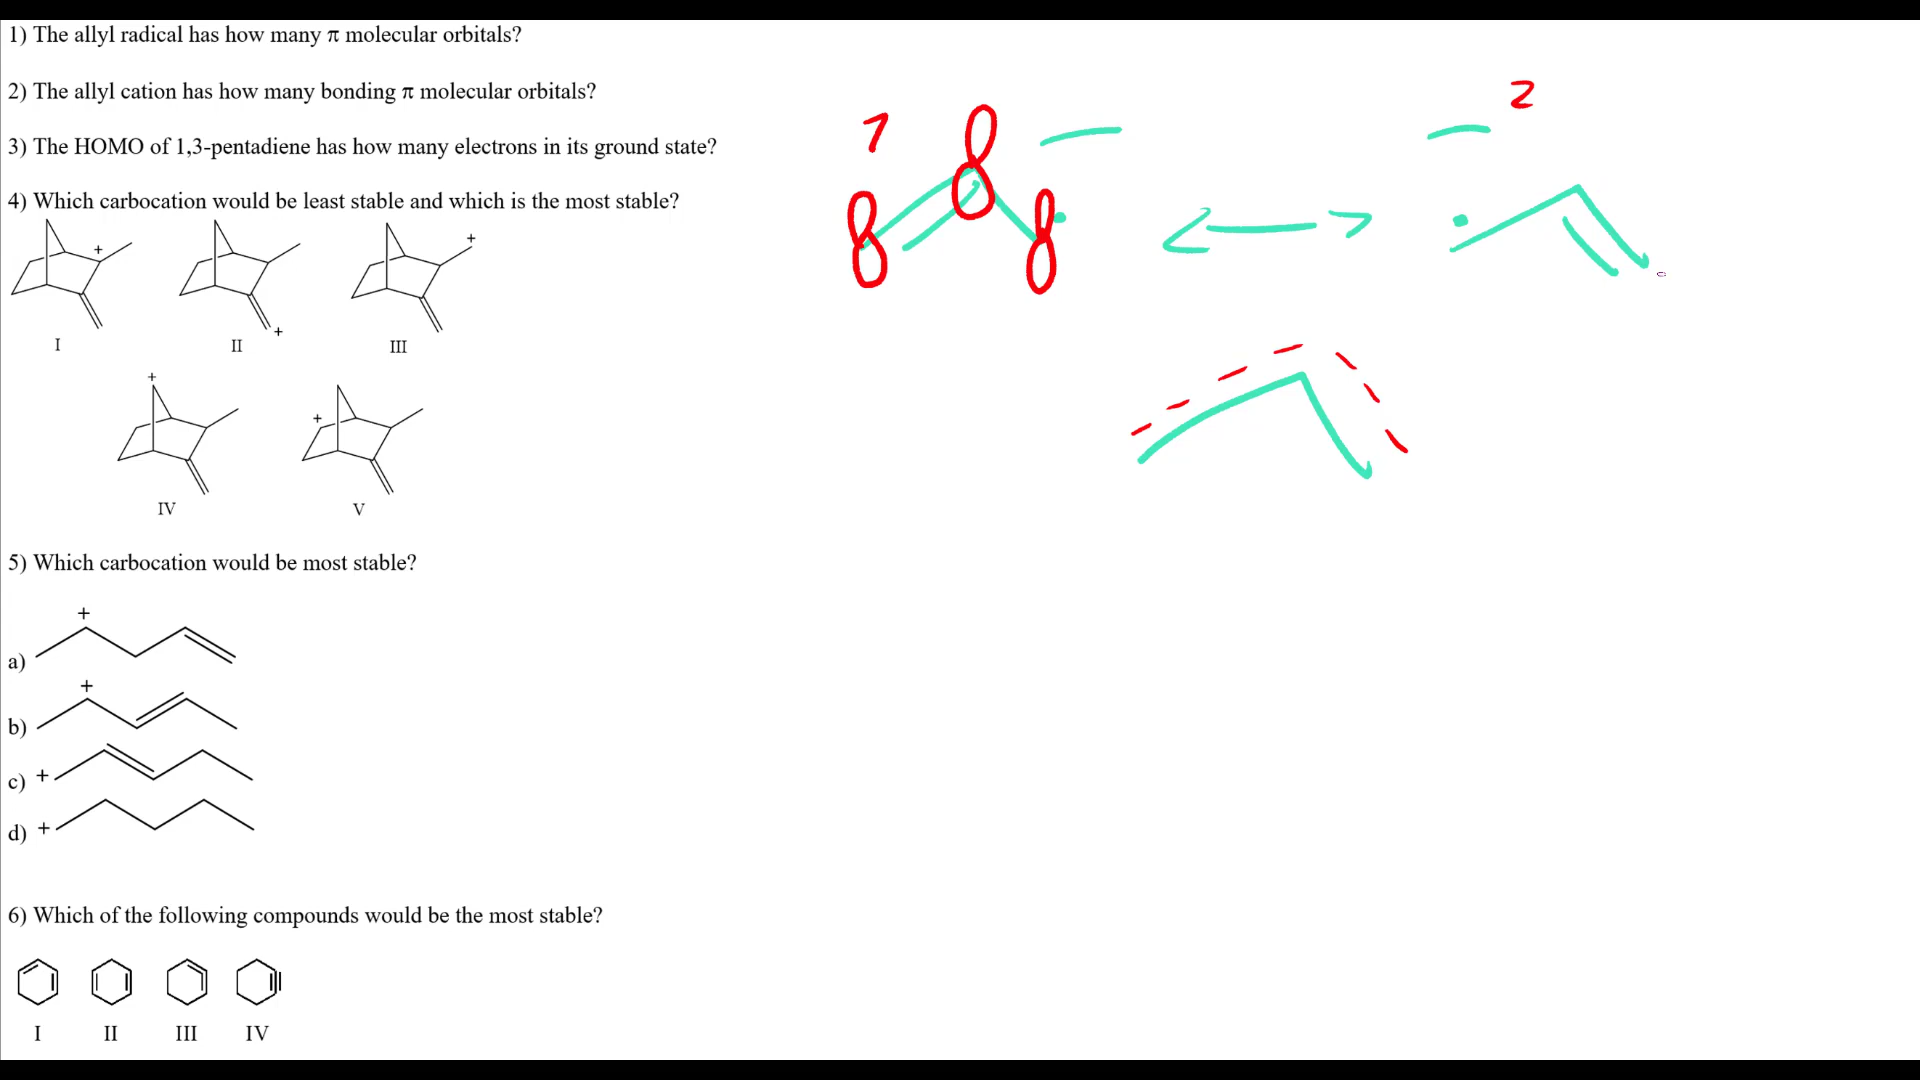 1) The allyl radical has how many π molecular orbitals?
2) The allyl cation has how many bonding π molecular orbitals?
3) The HOMO of 1,3-pentadiene has how many electrons in its ground state?
4) Which carbocation would be least stable and which is the most stable?
+
+
+
I
II
III
+
+
IV
V
5) Which carbocation would be most stable?
+
a)
+
b)
c) +
d) +
6) Which of the following compounds would be the most stable?
I II III IV
1
2